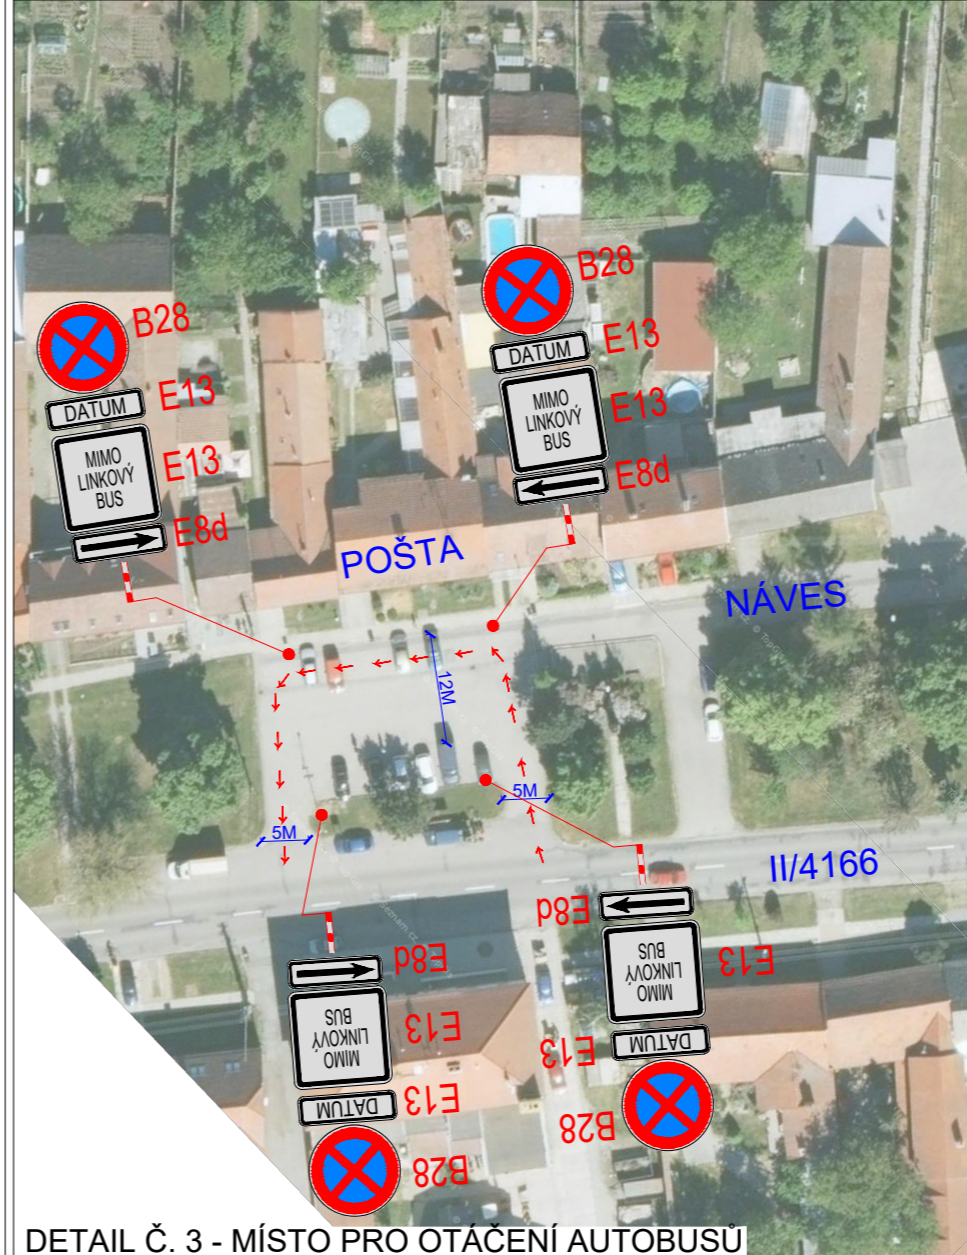 B28
E13
DATUM
E13
MIMO
LINKOVÝ
BUS
E8d
B28
E13
DATUM
E13
MIMO
LINKOVÝ
BUS
E8d
POŠTA
NÁVES
12M
5M
5M
II/4166
E8d
E13
MIMO
LINKOVÝ
BUS
E13
DATUM
B28
E8d
E13
MIMO
LINKOVÝ
BUS
E13
DATUM
B28
DETAIL Č. 3 - MÍSTO PRO OTÁČENÍ AUTOBUSŮ